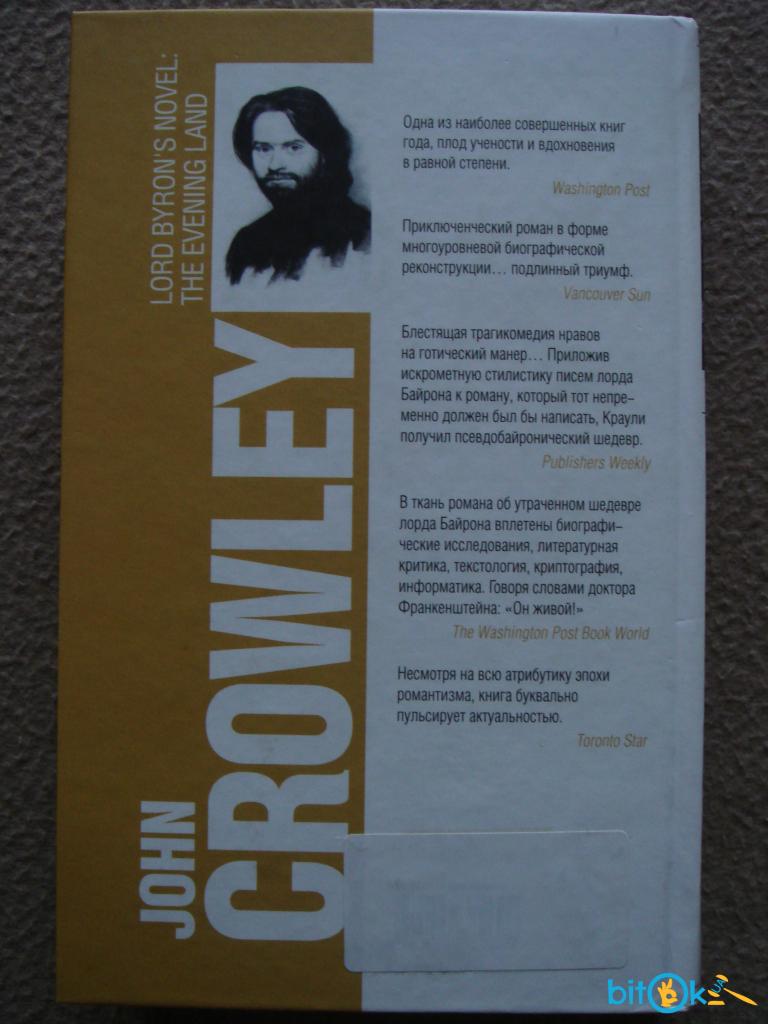 LORD BYRON'S NOVEL:
THE EVENING LAND
JOHN
CROWLEY
Одна из наиболее совершенных книг
года, плод учености и вдохновения
в равной степени.
Washington Post
Приключенческий роман в форме
многоуровневой биографической
реконструкции... подлинный триумф.
Vancouver Sun
Блестящая трагикомедия нравов
на готический манер... Приложив
искрометную стилистику писем лорда
Байрона к роману, который тот непре-
менно должен был бы написать, Краули
получил псевдобайронический шедевр.
Publishers Weekly
В ткань романа об утраченном шедевре
лорда Байрона вплетены биографи-
ческие исследования, литературная
критика, текстология, криптография,
информатика. Говоря словами доктора
Франкенштейна: «Он живой!»
The Washington Post Book World
Несмотря на всю атрибутику эпохи
романтизма, книга буквально
пульсирует актуальностью.
Toronto Star
bitOk UA